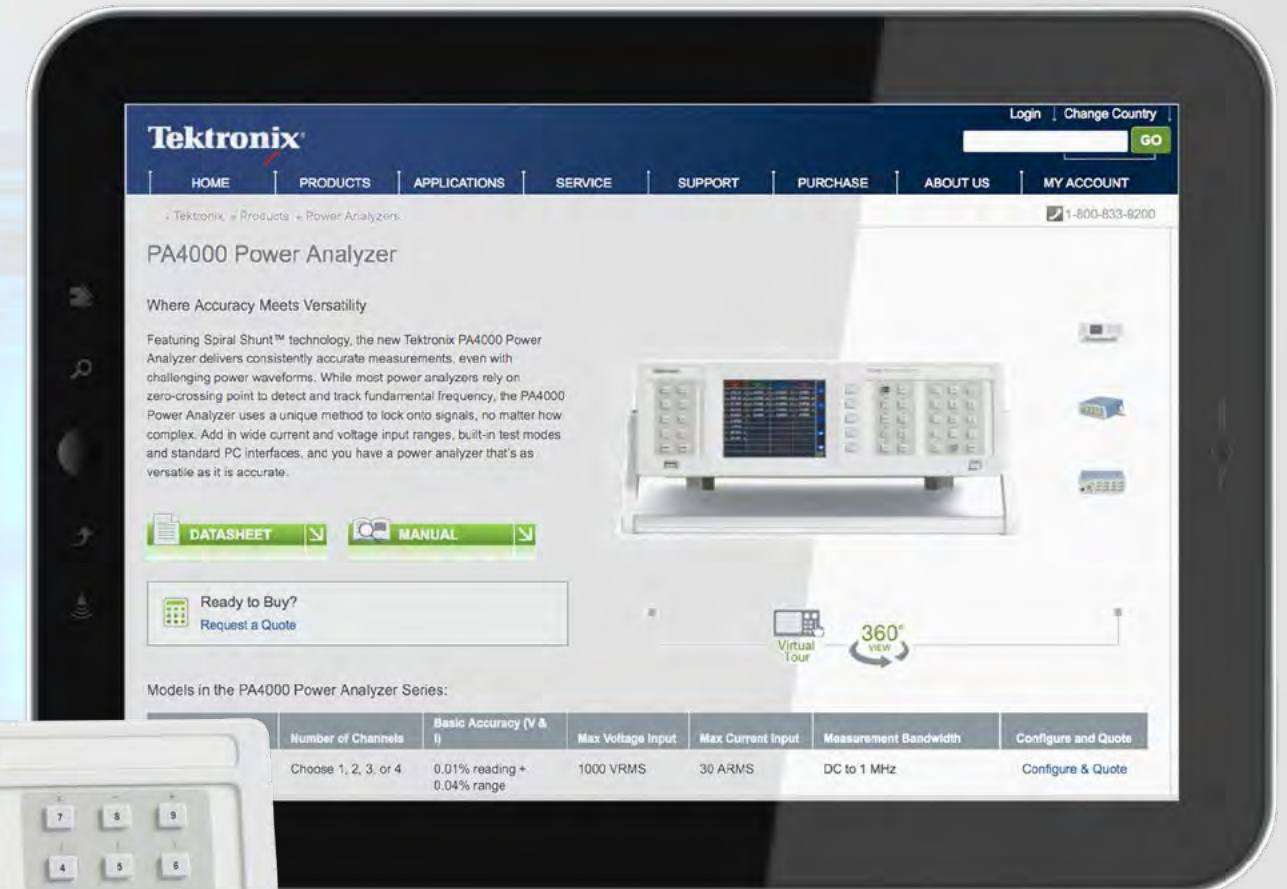 Login Change Country
Tektronix
GO
HOME PRODUCTS APPLICATIONS SERVICE SUPPORT PURCHASE ABOUT US MY ACCOUNT
Tektronix Products Power Analyzers
1-800-833-9200
PA4000 Power Analyzer
Where Accuracy Meets Versatility
Featuring Spiral Shunt™ technology, the new Tektronix PA4000 Power
Analyzer delivers consistently accurate measurements, even with
challenging power waveforms. While most power analyzers rely on
zero-crossing point to detect and track fundamental frequency, the PA4000
Power Analyzer uses a unique method to lock onto signals, no matter how
complex. Add in wide current and voltage input ranges, built-in test modes
and standard PC interfaces, and you have a power analyzer that's as
versatile as it is accurate.
DATASHEET MANUAL
Ready to Buy?
Request a Quote
Virtual
Tour
360°
VIEW
Models in the PA4000 Power Analyzer Series:
Number of Channels Basic Accuracy (V &
I) Max Voltage Input Max Current Input Measurement Bandwidth Configure and Quote
Choose 1, 2, 3, or 4 0.01% reading +
0.04% range 1000 VRMS 30 ARMS DC to 1 MHz Configure & Quote
7 8 9
4 5 6